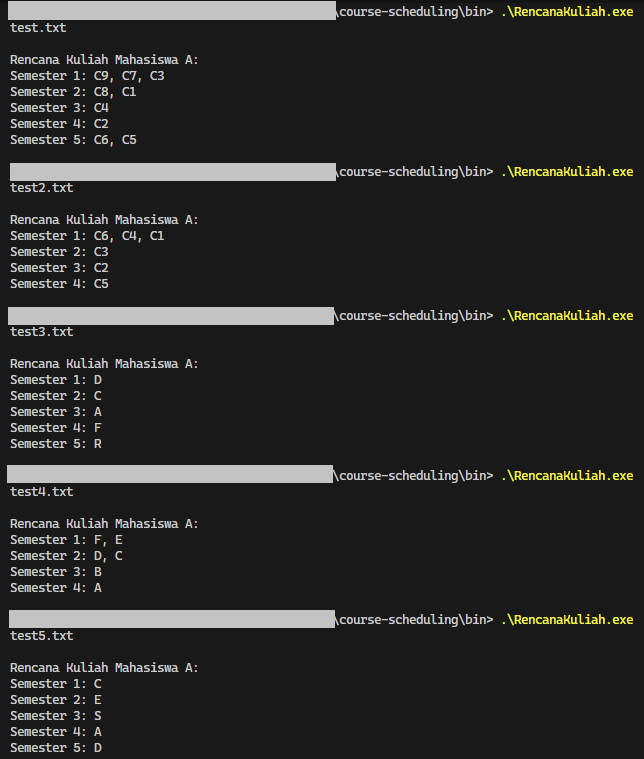 \course-scheduling\bin> .\RencanaKuliah.exe
test.txt
Rencana Kuliah Mahasiswa A:
Semester 1: C9, C7, C3
Semester 2: C8, C1
Semester 3: C4
Semester 4: C2
Semester 5: C6, C5
\course-scheduling\bin> .\RencanaKuliah.exe
test2.txt
Rencana Kuliah Mahasiswa A:
Semester 1: C6, C4, C1
Semester 2: C3
Semester 3: C2
Semester 4: C5
\course-scheduling\bin> .\RencanaKuliah.exe
test3.txt
Rencana Kuliah Mahasiswa A:
Semester 1: D
Semester 2: C
Semester 3: A
Semester 4: F
Semester 5: R
\course-scheduling\bin> .\RencanaKuliah.exe
test4.txt
Rencana Kuliah Mahasiswa A:
Semester 1: F, E
Semester 2: D, C
Semester 3: B
Semester 4: A
\course-scheduling\bin> .\RencanaKuliah.exe
test5.txt
Rencana Kuliah Mahasiswa A:
Semester 1: C
Semester 2: E
Semester 3: S
Semester 4: A
Semester 5: D